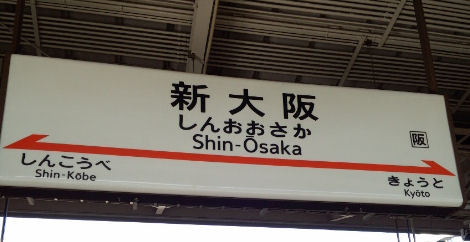 新大阪
しんおおさか
Shin-Ōsaka
阪
しんこうべ
Shin-Kōbe
きょうと
Kyōto